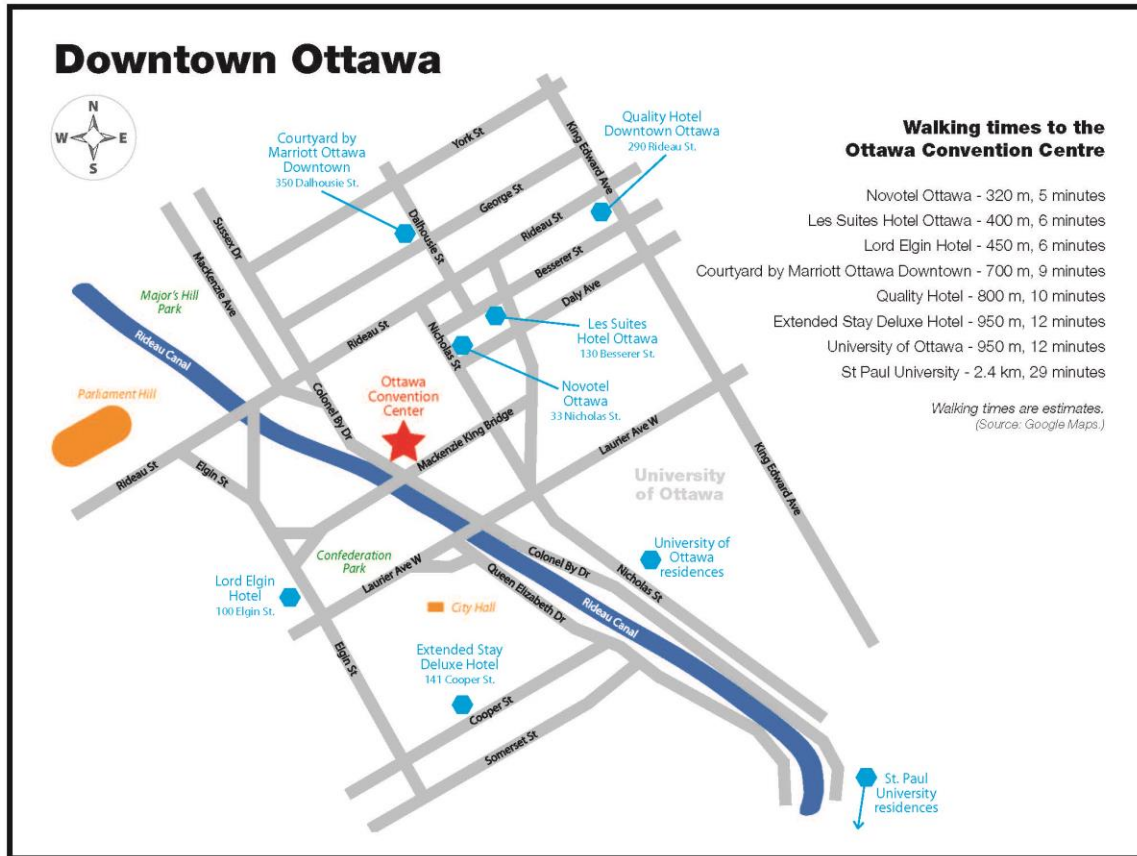 Downtown Ottawa
N
W E
S
Courtyard by
Marriott Ottawa
Downtown
350 Dalhousie St.
Quality Hotel
Downtown Ottawa
290 Rideau St.
York St
King Edward Ave
George St
Dalhousie St
Rideau St
Sussex Dr
Mackenzie Ave
Besserer St
Daly Ave
Major's Hill
Park
Rideau Canal
Rideau St
Nicholas St
Les Suites
Hotel Ottawa
130 Besserer St.
Novotel
Ottawa
33 Nicholas St.
Parliament Hill
Ottawa
Convention
Center
Colonel By Dr
Mackenzie King Bridge
Laurier Ave W
King Edward Ave
Rideau St
Elgin St
University
of Ottawa
Confederation
Park
Laurier Ave W
University of
Ottawa
residences
Colonel By Dr
Nicholas St
Queen Elizabeth Dr
Rideau Canal
Lord Elgin
Hotel
100 Elgin St.
City Hall
Elgin St
Extended Stay
Deluxe Hotel
141 Cooper St.
Cooper St
Somerset St
St. Paul
University
residences
Walking times to the
Ottawa Convention Centre
Novotel Ottawa - 320 m, 5 minutes
Les Suites Hotel Ottawa - 400 m, 6 minutes
Lord Elgin Hotel - 450 m, 6 minutes
Courtyard by Marriott Ottawa Downtown - 700 m, 9 minutes
Quality Hotel - 800 m, 10 minutes
Extended Stay Deluxe Hotel - 950 m, 12 minutes
University of Ottawa - 950 m, 12 minutes
St Paul University - 2.4 km, 29 minutes
Walking times are estimates.
(Source: Google Maps.)